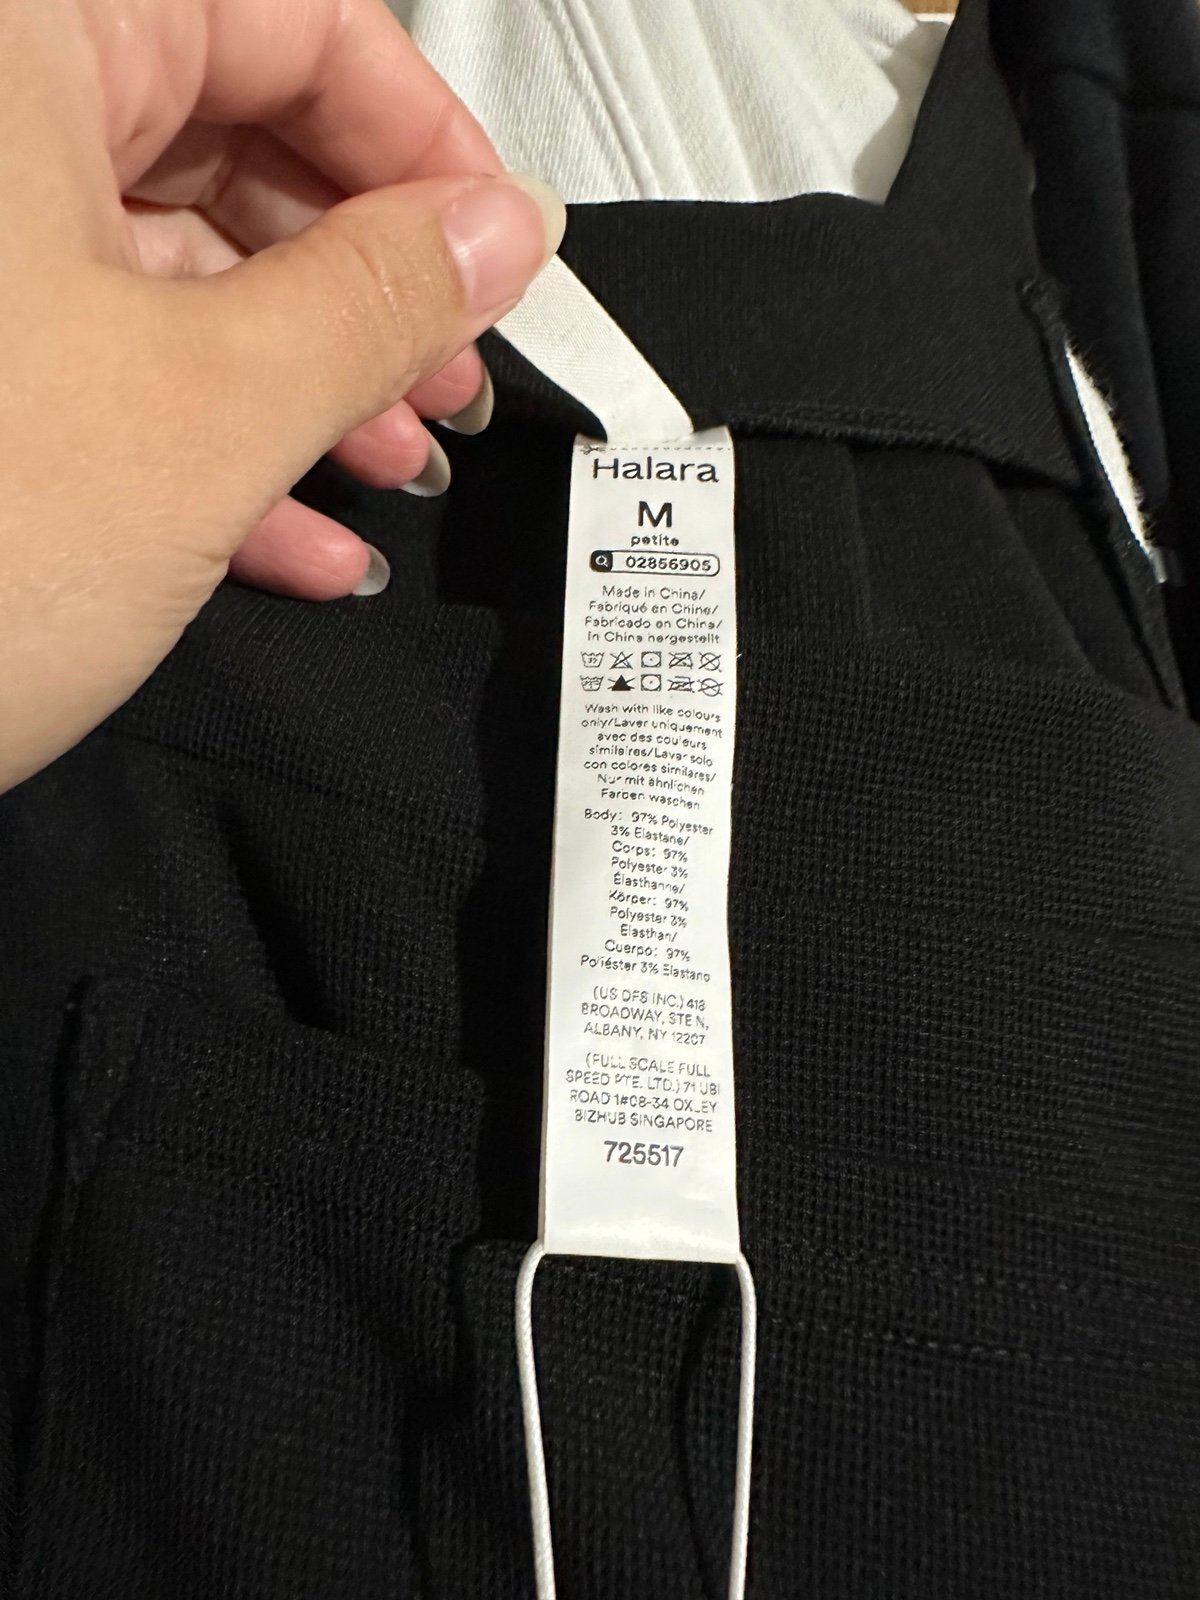 Halara
M
petite
02856905
Made in China/
Fabriqué en Chine/
Fabricado en China/
In China hergestellt
Wash with like colours
only/Laver uniquement
avec des couleurs
similaires/Lavar solo
con colores similares/
Nur mit ähnlichen
Farben waschen
Body: 97% Polyester
3% Elastane/
Corps: 97%
Polyester 3%
Élasthanne/
Körper: 97%
Polyester 3%
Elasthan/
Cuerpo: 97%
Poliéster 3% Elastano
(US DFS INC.) 418
BROADWAY, STE N,
ALBANY, NY 12207
(FULL SCALE FULL
SPEED PTE. LTD.) 71 UBI
ROAD 1#08-34 OXLEY
BIZHUB SINGAPORE
725517